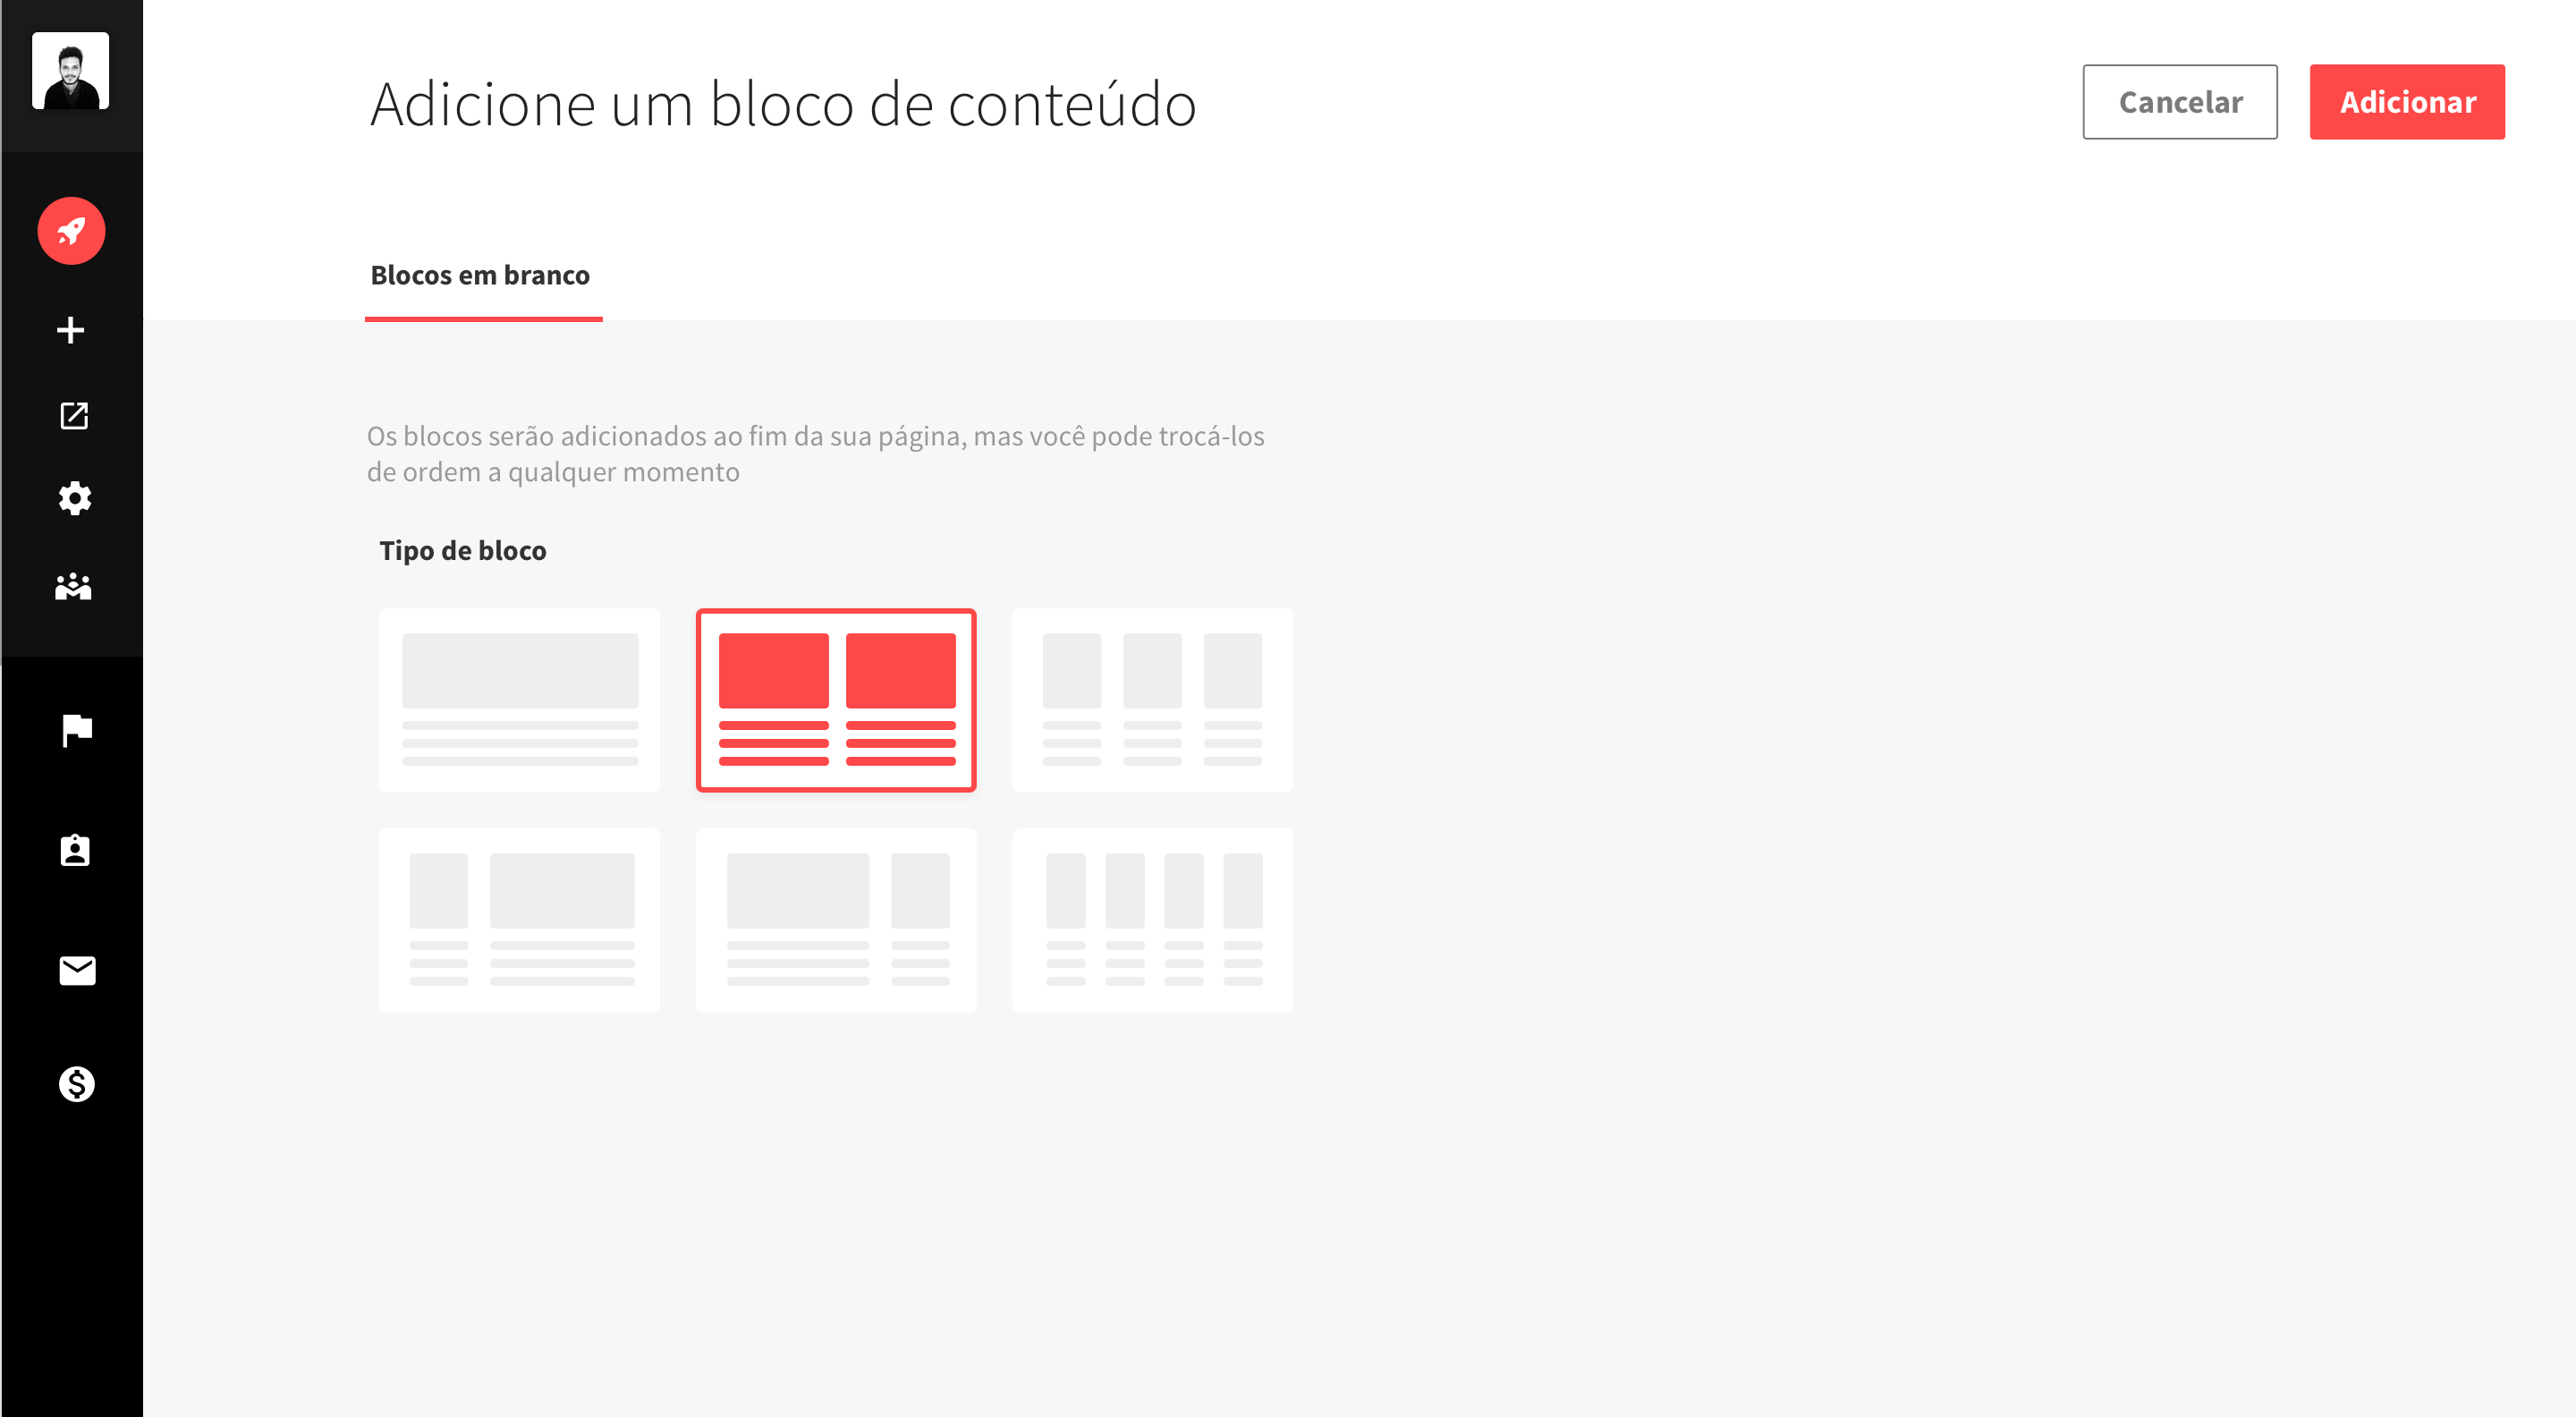 Adicione um bloco de conteúdo
Cancelar
Adicionar
Blocos em branco
Os blocos serão adicionados ao fim da sua página, mas você pode trocá-los
de ordem a qualquer momento
Tipo de bloco